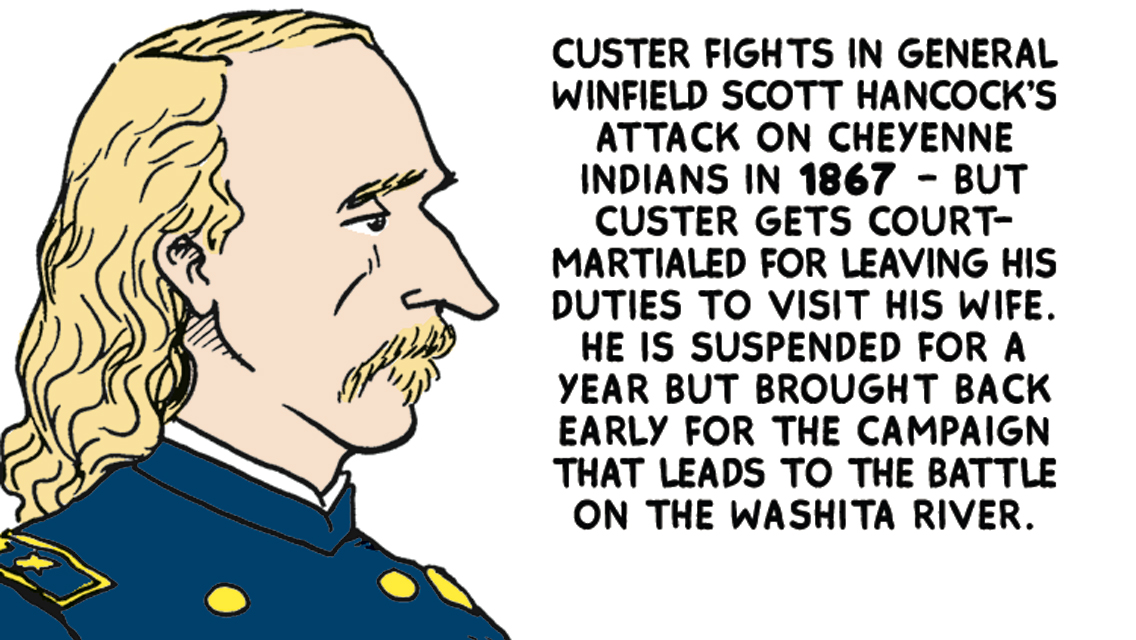 CUSTER FIGHTS IN GENERAL
WINFIELD SCOTT HANCOCK'S
ATTACK ON CHEYENNE
INDIANS IN 1867 - BUT
CUSTER GETS COURT-
MARTIALED FOR LEAVING HIS
DUTIES TO VISIT HIS WIFE.
HE IS SUSPENDED FOR A
YEAR BUT BROUGHT BACK
EARLY FOR THE CAMPAIGN
THAT LEADS TO THE BATTLE
ON THE WASHITA RIVER.